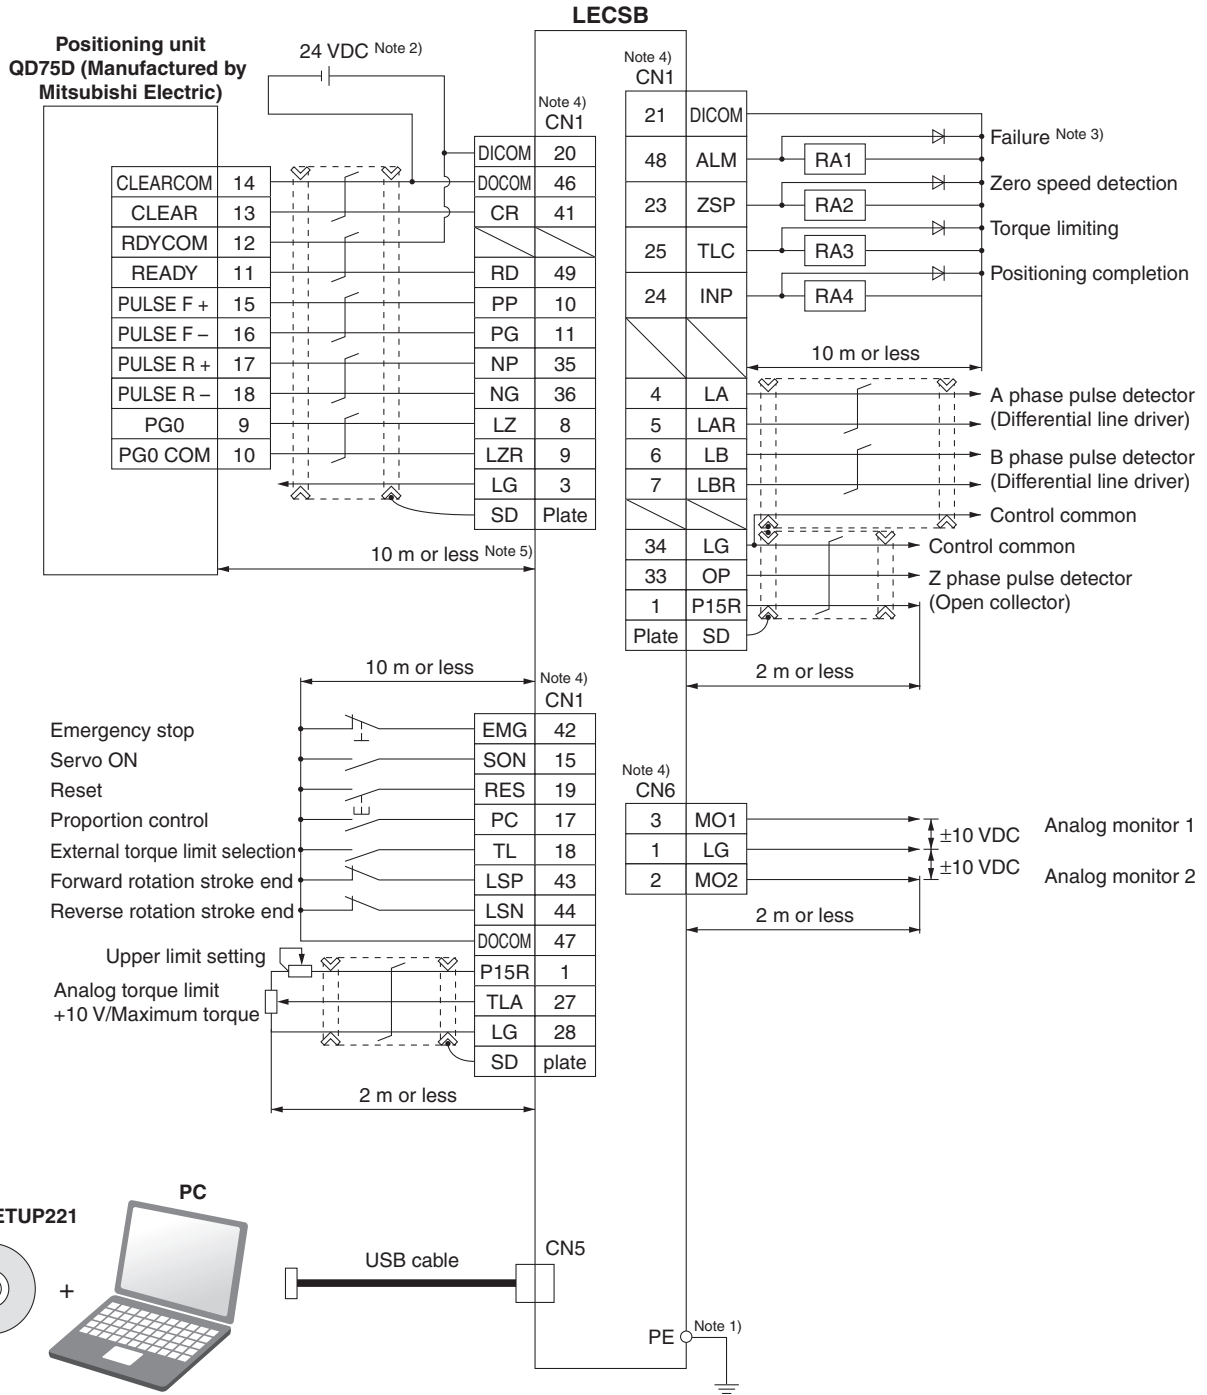 LECSB
Positioning unit
QD75D (Manufactured by
Mitsubishi Electric)
24 VDC Note 2)
Note 4)
CN1
DICOM 20
CLEARCOM 14 DOCOM 46
CLEAR 13 CR 41
RDYCOM 12
READY 11 RD 49
PULSE F + 15 PP 10
PULSE F – 16 PG 11
PULSE R + 17 NP 35
PULSE R – 18 NG 36
PG0 9 LZ 8
PG0 COM 10 LZR 9
LG 3
SD Plate
10 m or less Note 5)
Note 4)
CN1
21 DICOM
48 ALM RA1 Failure Note 3)
23 ZSP RA2 Zero speed detection
25 TLC RA3 Torque limiting
24 INP RA4 Positioning completion
10 m or less
4 LA A phase pulse detector
5 LAR (Differential line driver)
6 LB B phase pulse detector
7 LBR (Differential line driver)
Control common
34 LG Control common
33 OP Z phase pulse detector
1 P15R (Open collector)
Plate SD
2 m or less
10 m or less
Note 4)
CN1
Emergency stop EMG 42
Servo ON SON 15
Reset RES 19
Proportion control PC 17
External torque limit selection TL 18
Forward rotation stroke end LSP 43
Reverse rotation stroke end LSN 44
DOCOM 47
Upper limit setting P15R 1
Analog torque limit TLA 27
+10 V/Maximum torque
LG 28
SD plate
2 m or less
Note 4)
CN6
3 MO1 ±10 VDC Analog monitor 1
1 LG
2 MO2 ±10 VDC Analog monitor 2
2 m or less
PC
ETUP221
+
USB cable
CN5
PE Note 1)